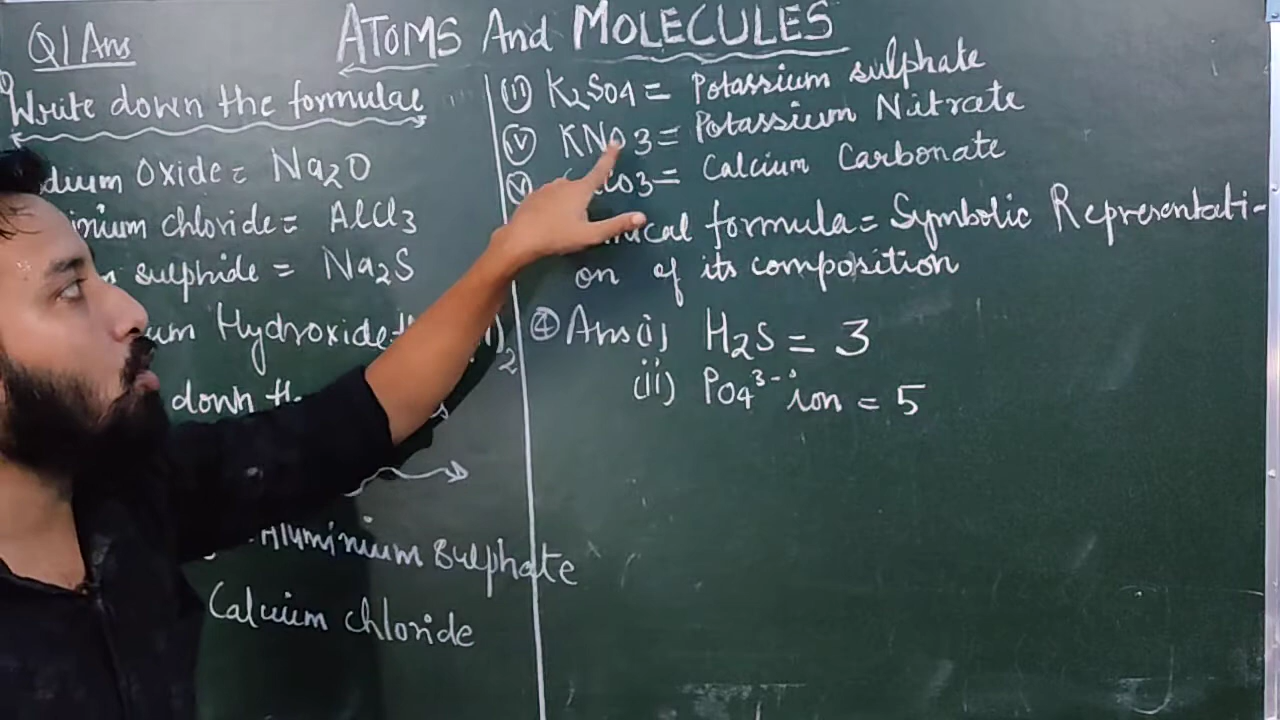 ATOMS And MOLECULES
Q1 Ans
Write down the formulae
dium Oxide = Na2O
inium chloride = AlCl3
sulphide = Na2S
um Hydroxide
2
down
Aluminium Sulphate
Calcium chloride
(iii) K2SO4 = Potassium sulphate
(iv) KNO3 = Potassium Nitrate
(v) CO3 = Calcium Carbonate
mical formula = Symbolic Representati-
on of its composition
(4) Ans (i) H2S = 3
(ii) PO4 3- ion = 5